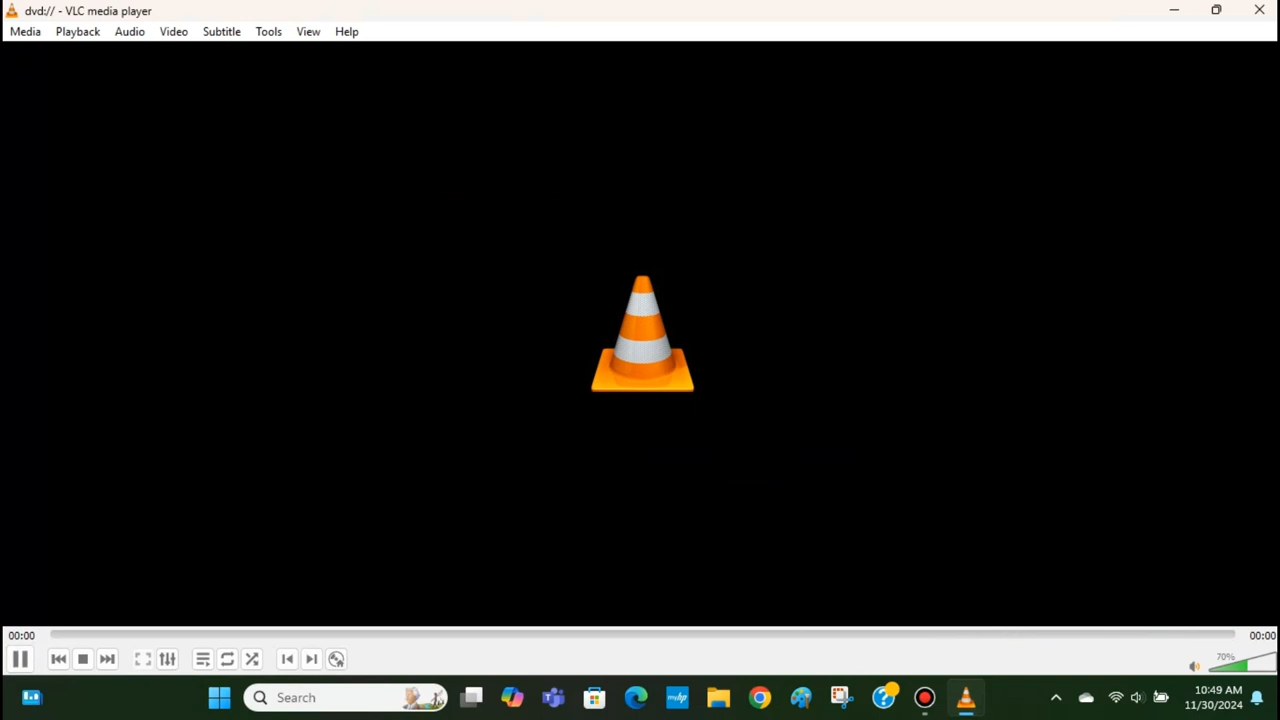 dvd:// - VLC media player
Media Playback Audio Video Subtitle Tools View Help
00:00 00:00
70%
Search
myhp
10:49 AM
11/30/2024